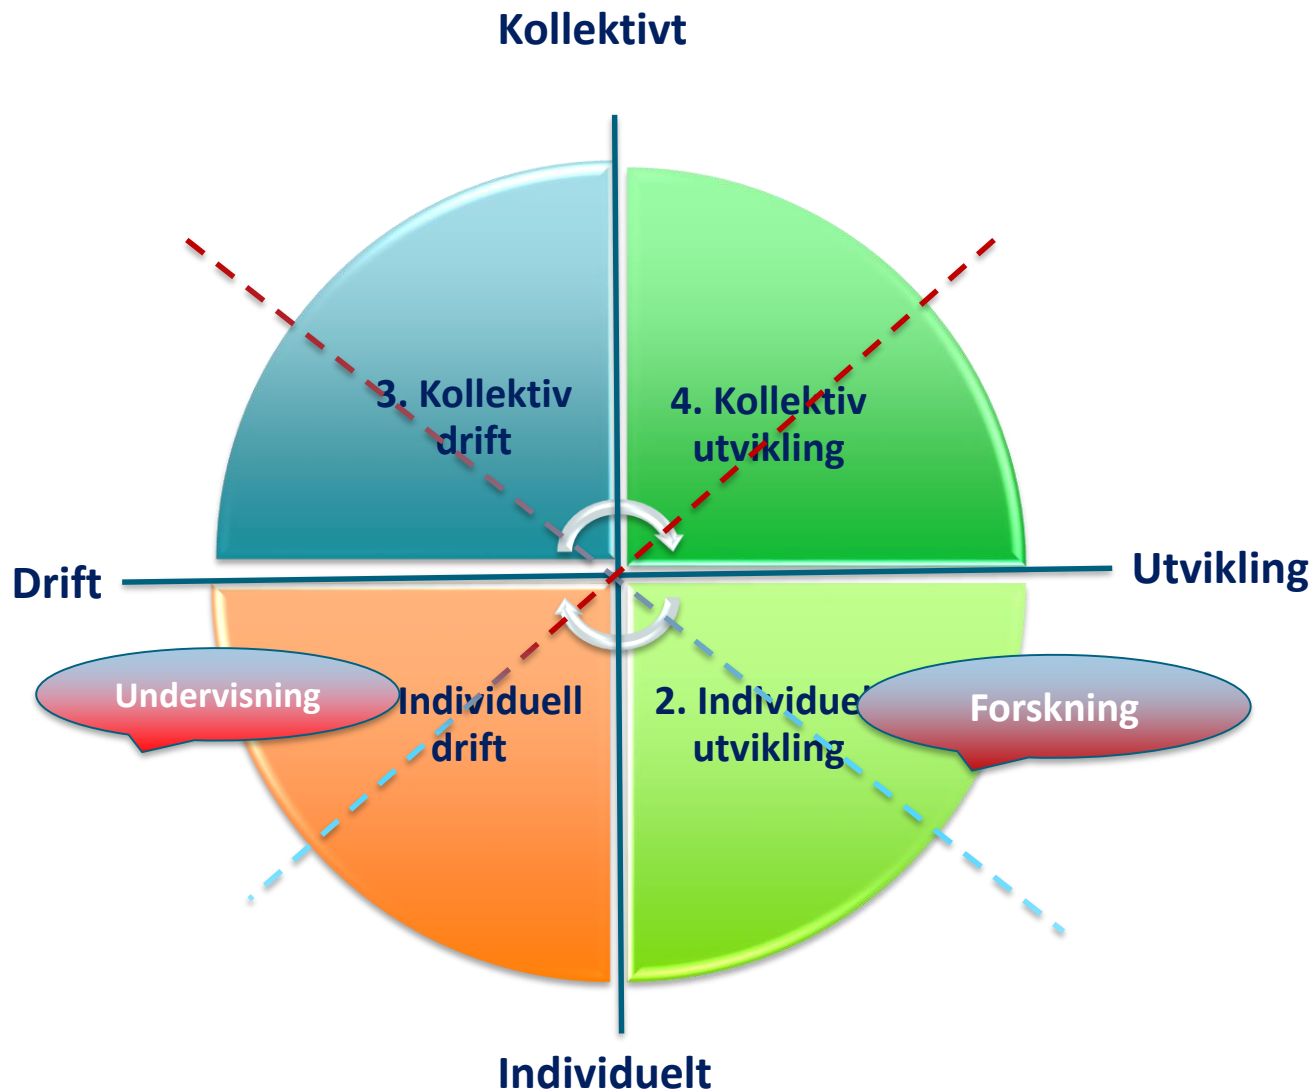 Kollektivt
3. Kollektiv
drift
4. Kollektiv
utvikling
Drift
Utvikling
Undervisning
Individuell
drift
2. Individuel
utvikling
Forskning
Individuelt